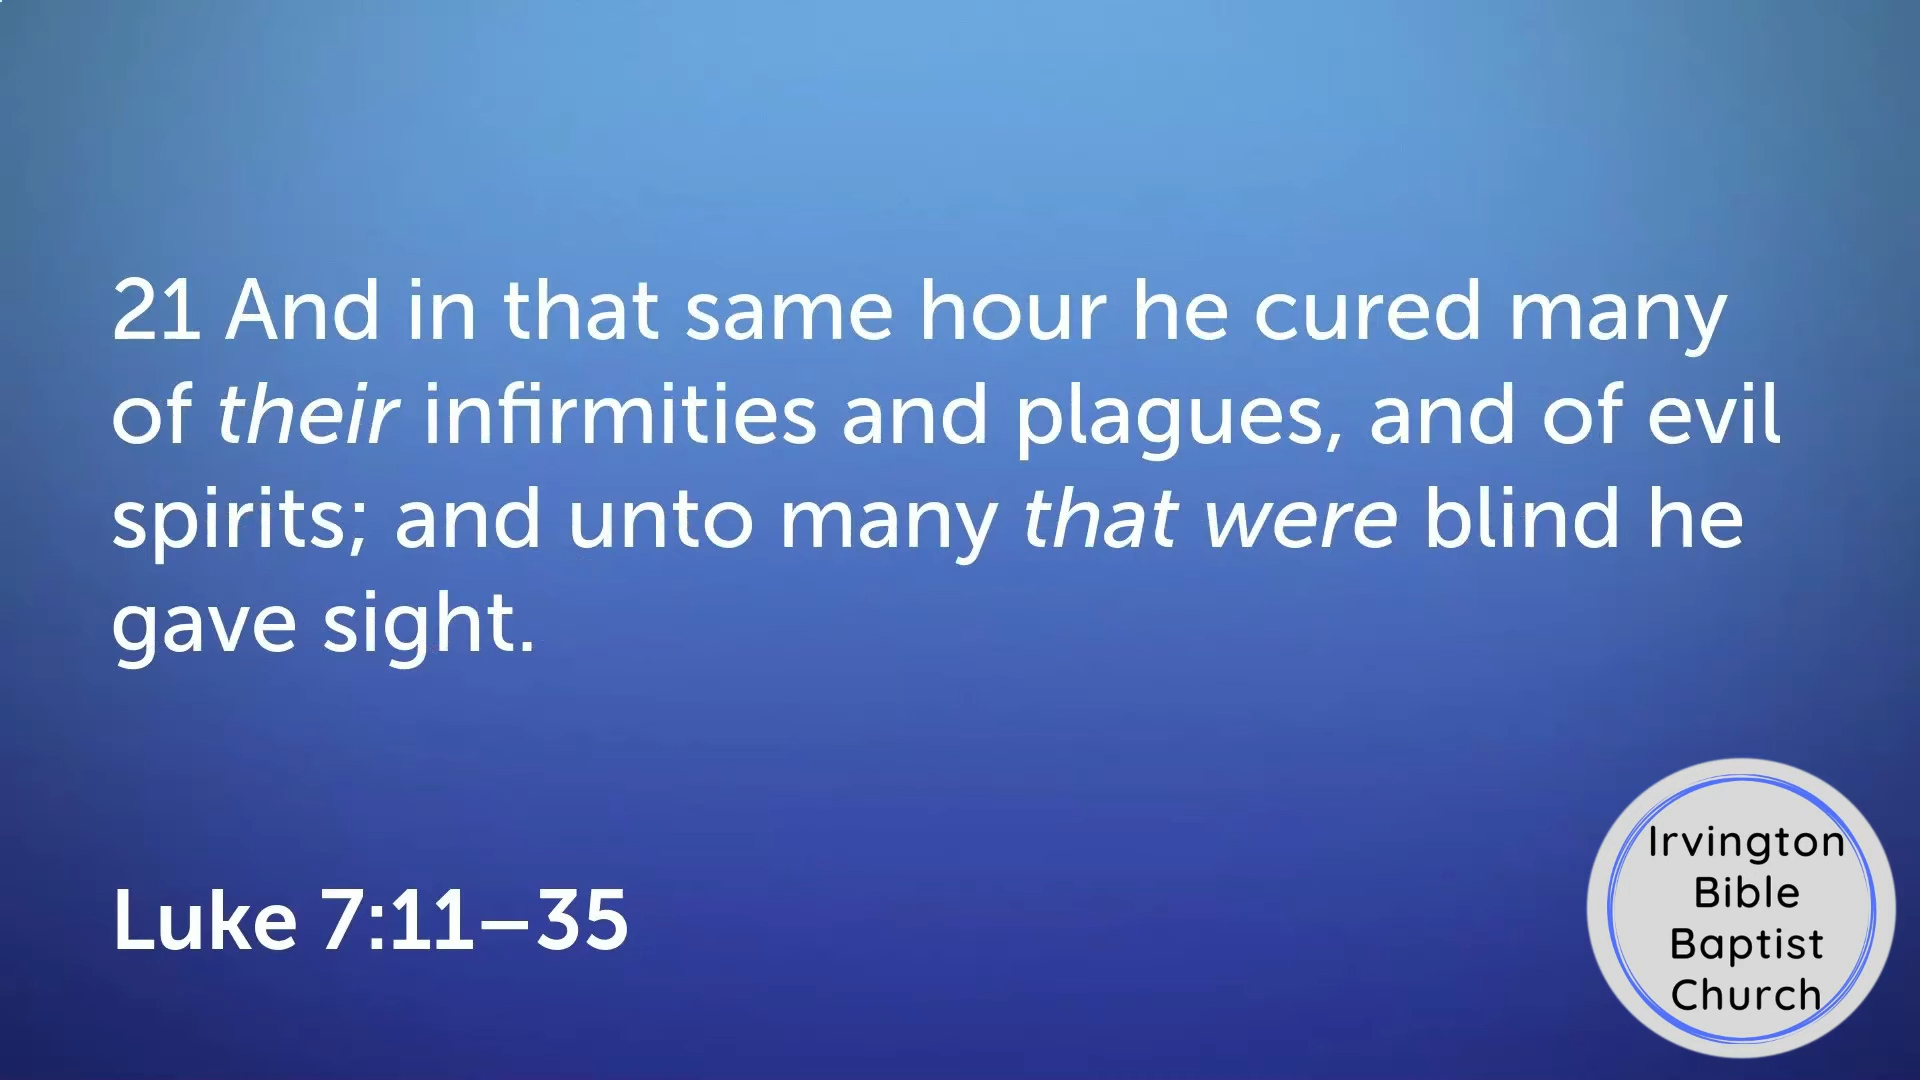 21 And in that same hour he cured many
of their infirmities and plagues, and of evil
spirits; and unto many that were blind he
gave sight.
Luke 7:11–35
Irvington
Bible
Baptist
Church